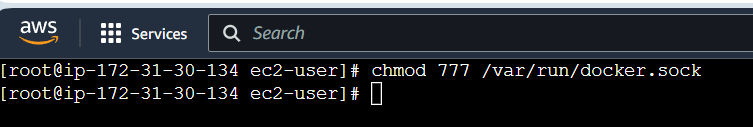 aws
Services
Search
[root@ip-172-31-30-134 ec2-user]# chmod 777 /var/run/docker.sock
[root@ip-172-31-30-134 ec2-user]#